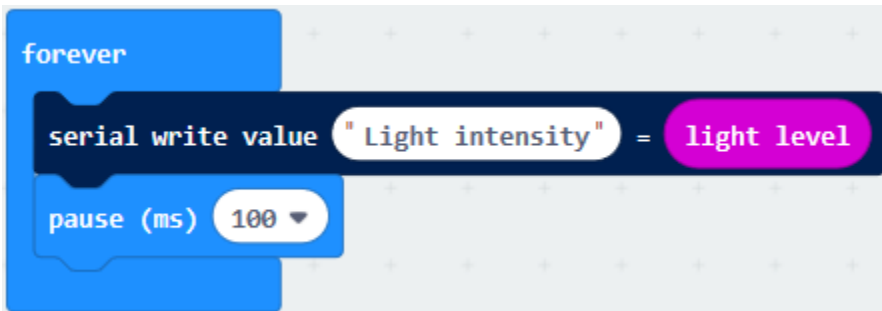 forever
serial write value "Light intensity" = light level
pause (ms) 100